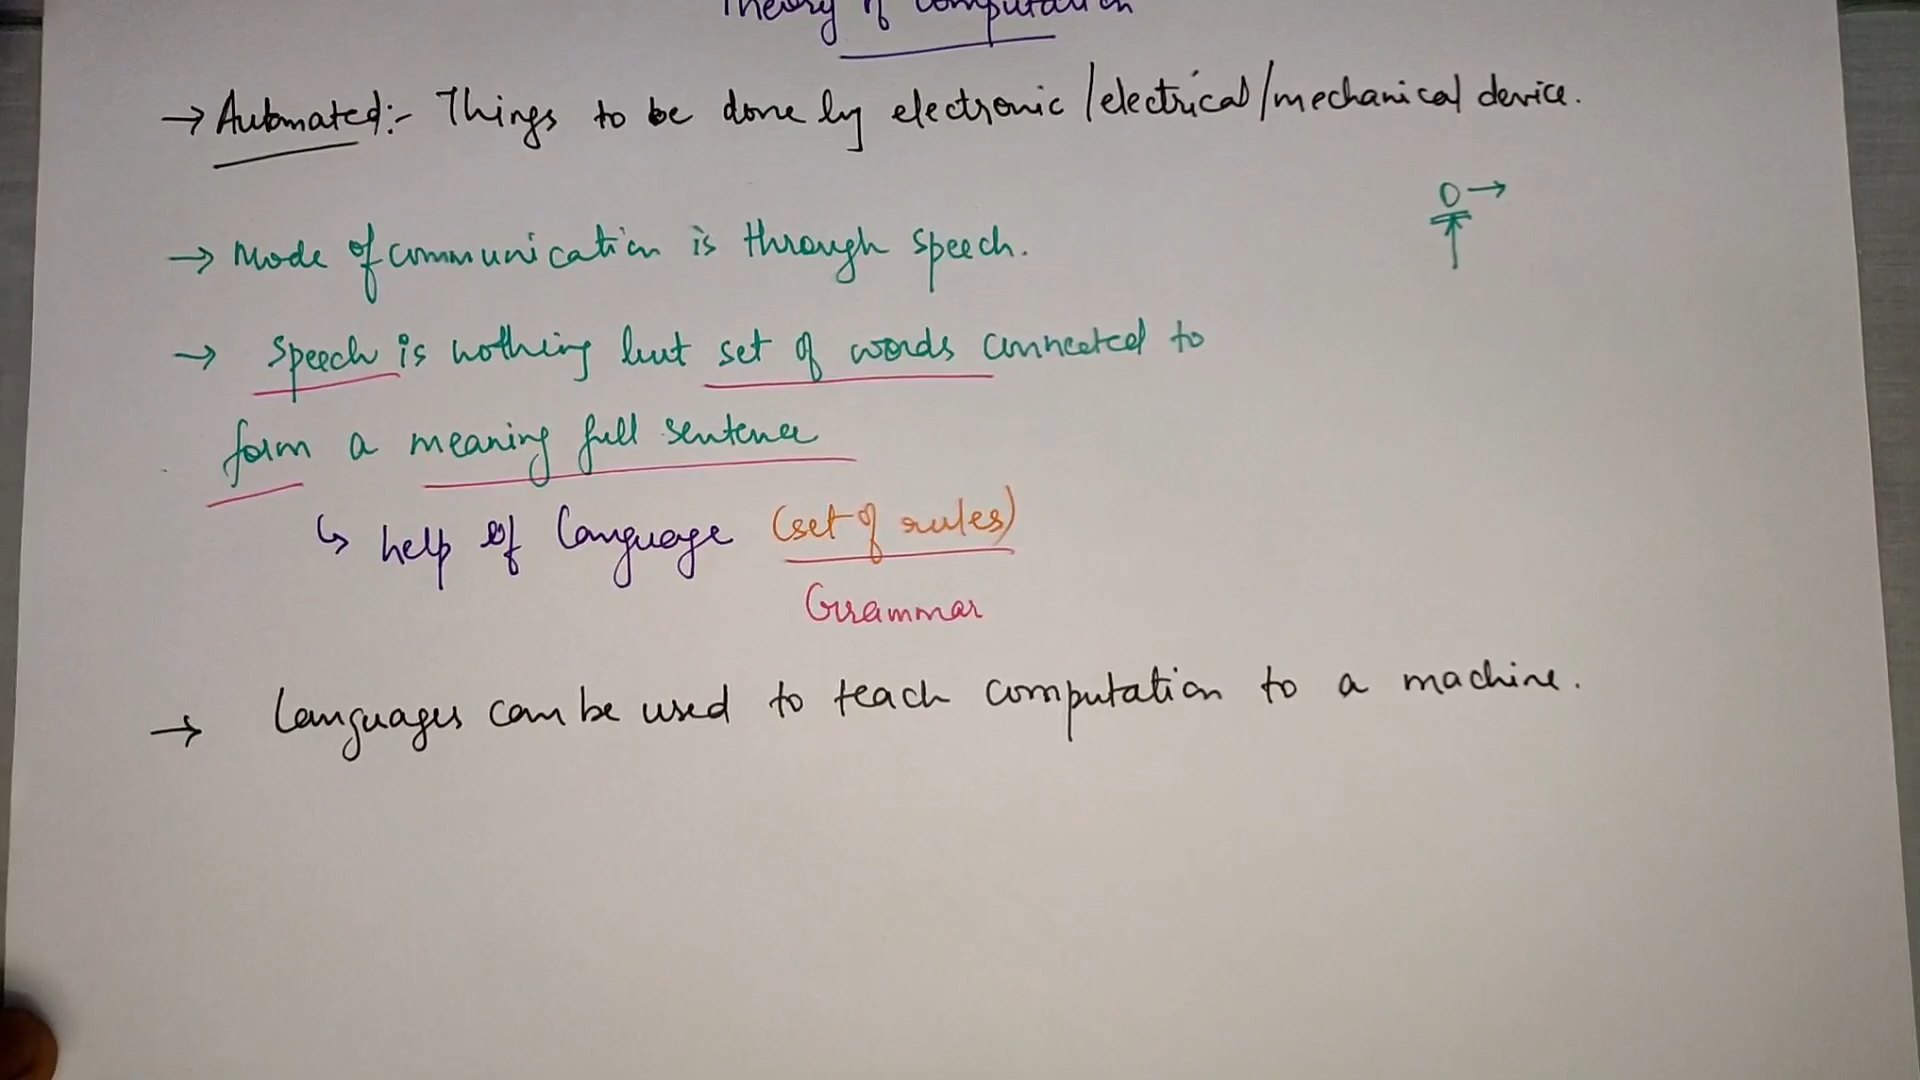 Theory of Computation
→ Automated:- Things to be done by electronic/electrical/mechanical device.
→ Mode of communication is through speech.
→ Speech is nothing but set of words connected to
form a meaning full sentence
↳ help of language (set of rules)
Grammar
→ Languages can be used to teach computation to a machine.